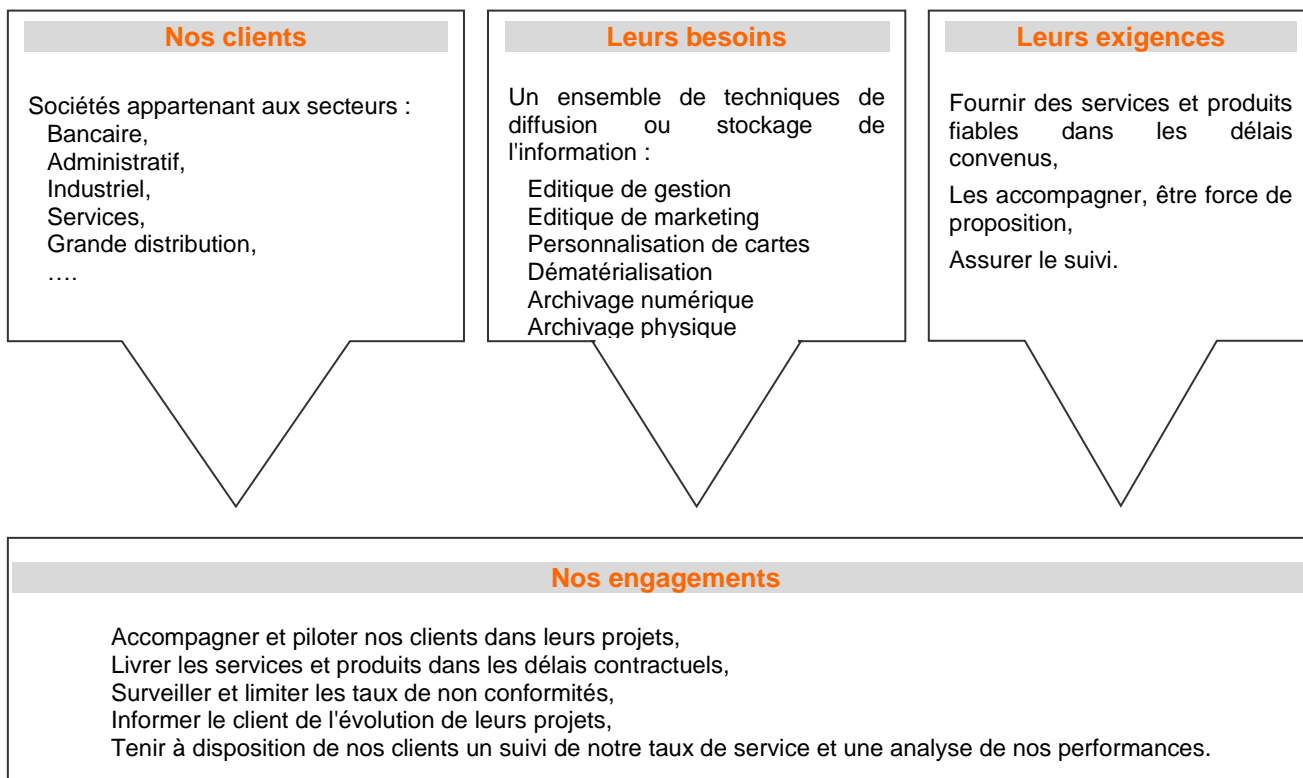 Nos clients
Sociétés appartenant aux secteurs :
Bancaire,
Administratif,
Industriel,
Services,
Grande distribution,
….
Leurs besoins
Un ensemble de techniques de
diffusion ou stockage de
l'information :
Editique de gestion
Editique de marketing
Personnalisation de cartes
Dématérialisation
Archivage numérique
Archivage physique
Leurs exigences
Fournir des services et produits
fiables dans les délais
convenus,
Les accompagner, être force de
proposition,
Assurer le suivi.
Nos engagements
Accompagner et piloter nos clients dans leurs projets,
Livrer les services et produits dans les délais contractuels,
Surveiller et limiter les taux de non conformités,
Informer le client de l'évolution de leurs projets,
Tenir à disposition de nos clients un suivi de notre taux de service et une analyse de nos performances.